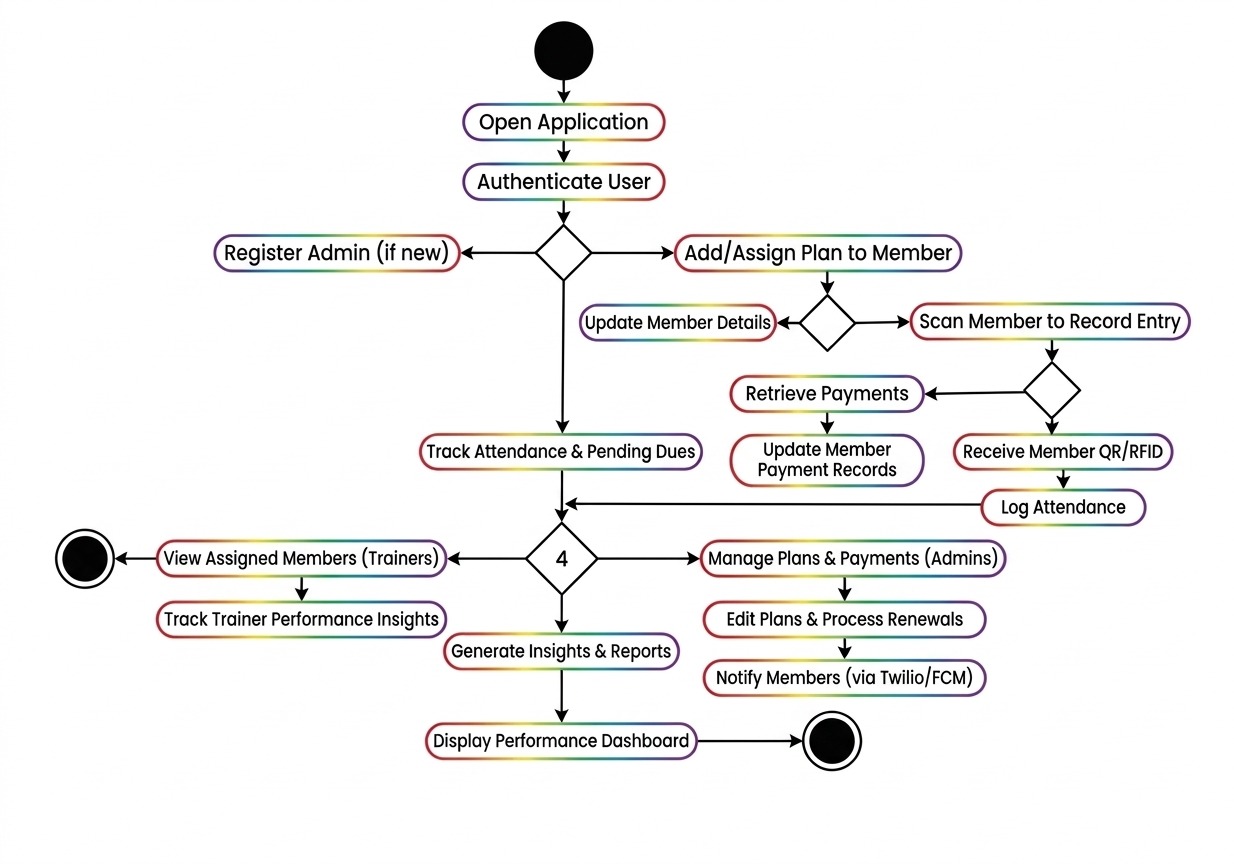 Open Application
Authenticate User
Register Admin (if new)
Add/Assign Plan to Member
Update Member Details
Scan Member to Record Entry
Retrieve Payments
Track Attendance & Pending Dues
Update Member
Payment Records
Receive Member QR/RFID
Log Attendance
View Assigned Members (Trainers)
4
Manage Plans & Payments (Admins)
Track Trainer Performance Insights
Edit Plans & Process Renewals
Generate Insights & Reports
Notify Members (via Twilio/FCM)
Display Performance Dashboard